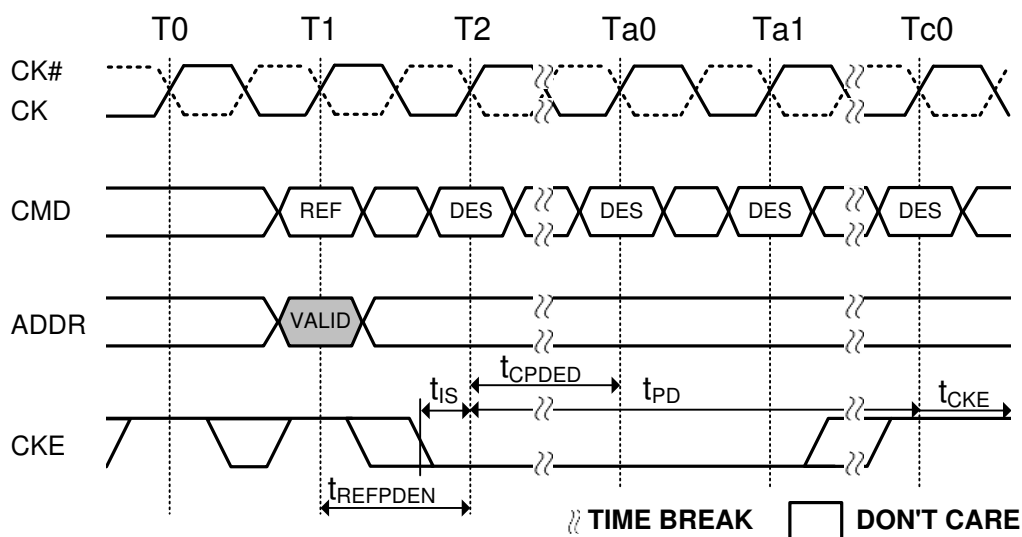 T0 T1 T2 Ta0 Ta1 Tc0
CK#
CK
CMD REF DES DES DES DES
ADDR VALID
tCPDED
tIS tPD tCKE
CKE
tREFPDEN
TIME BREAK DON'T CARE